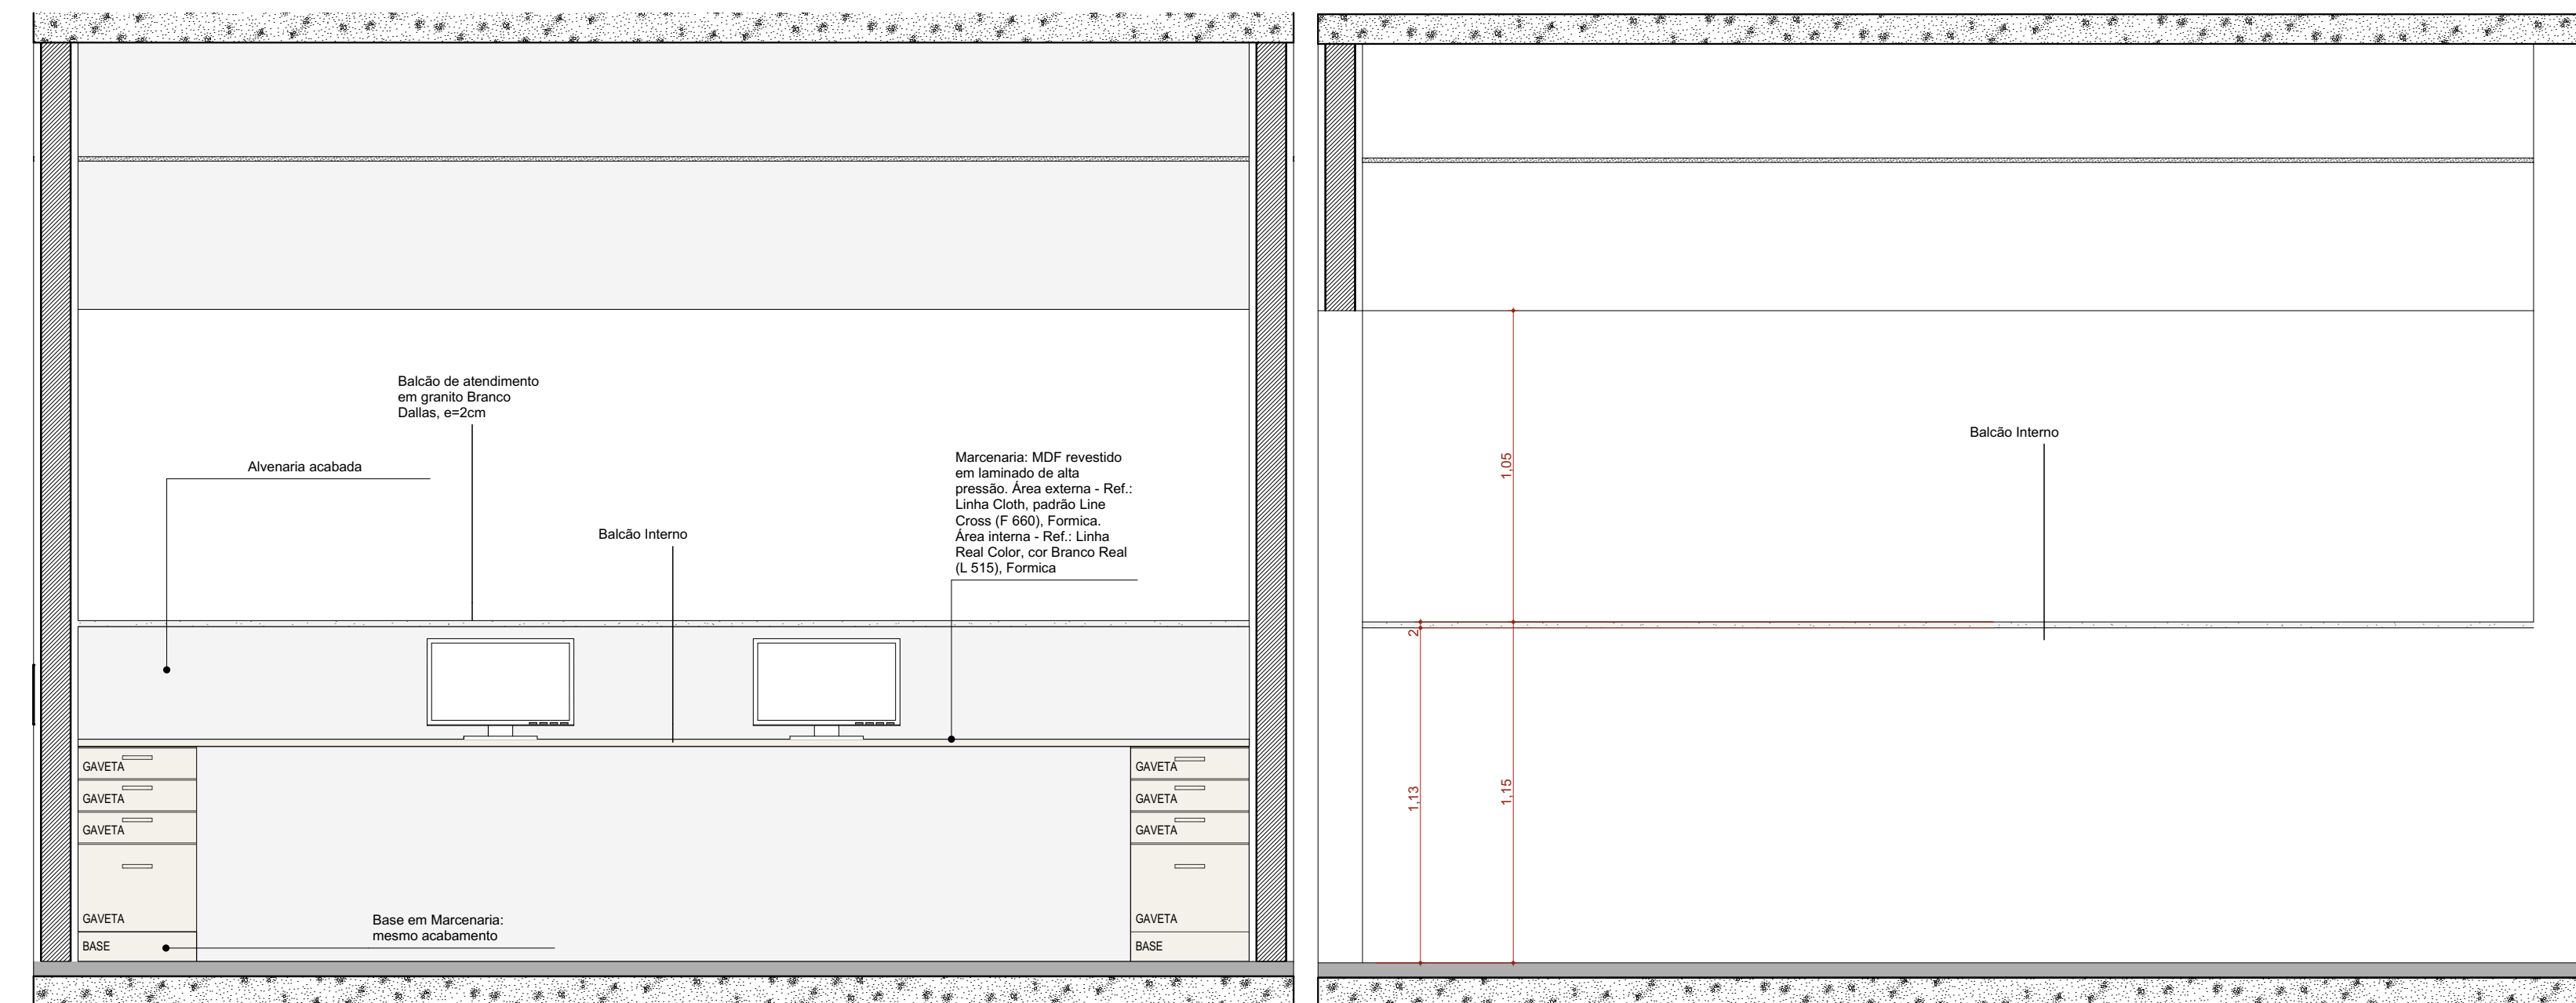 Balcão de atendimento
em granito Branco
Dallas, e=2cm
Alvenaria acabada
Balcão Interno
Marcenaria: MDF revestido
em laminado de alta
pressão. Área externa - Ref.:
Linha Cloth, padrão Line
Cross (F 660), Formica.
Área interna - Ref.: Linha
Real Color, cor Branco Real
(L 515), Formica
GAVETA
GAVETA
GAVETA
GAVETA
BASE
Base em Marcenaria:
mesmo acabamento
GAVETA
GAVETA
GAVETA
GAVETA
BASE
Balcão Interno
1,05
2
1,13
1,15